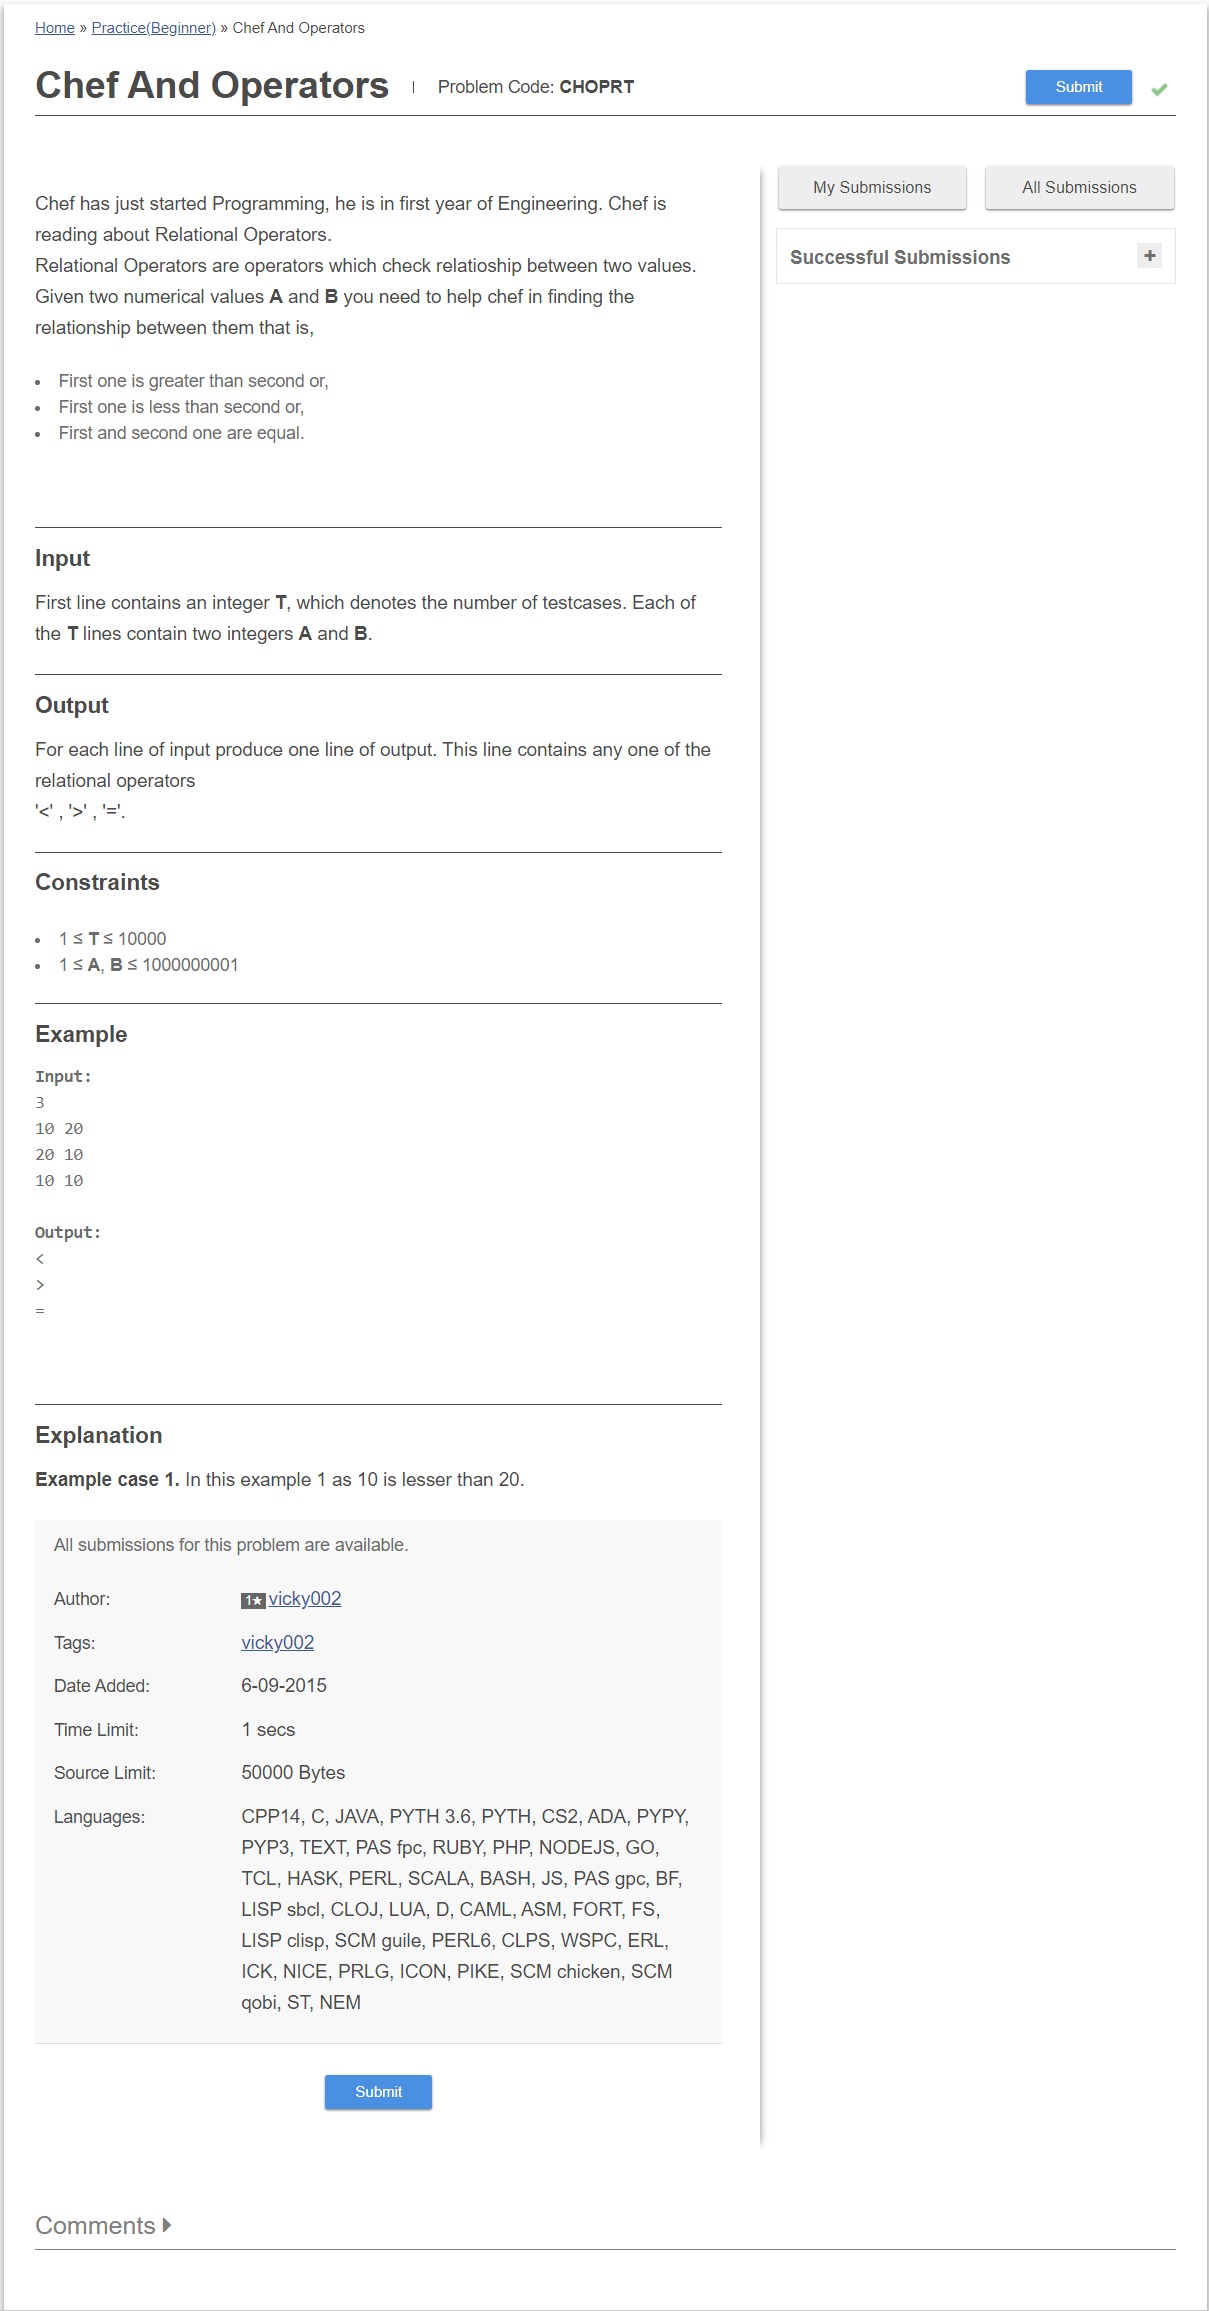 Home » Practice(Beginner) » Chef And Operators
Chef And Operators | Problem Code: CHOPRT
Submit
My Submissions
All Submissions
Successful Submissions
+
Chef has just started Programming, he is in first year of Engineering. Chef is
reading about Relational Operators.
Relational Operators are operators which check relatioship between two values.
Given two numerical values A and B you need to help chef in finding the
relationship between them that is,
• First one is greater than second or,
• First one is less than second or,
• First and second one are equal.
Input
First line contains an integer T, which denotes the number of testcases. Each of
the T lines contain two integers A and B.
Output
For each line of input produce one line of output. This line contains any one of the
relational operators
'<' , '>' , '='.
Constraints
• 1 ≤ T ≤ 10000
• 1 ≤ A, B ≤ 1000000001
Example
Input:
3
10 20
20 10
10 10
Output:
<
>
=
Explanation
Example case 1. In this example 1 as 10 is lesser than 20.
All submissions for this problem are available.
Author: 1★ vicky002
Tags: vicky002
Date Added: 6-09-2015
Time Limit: 1 secs
Source Limit: 50000 Bytes
Languages: CPP14, C, JAVA, PYTH 3.6, PYTH, CS2, ADA, PYPY,
PYP3, TEXT, PAS fpc, RUBY, PHP, NODEJS, GO,
TCL, HASK, PERL, SCALA, BASH, JS, PAS gpc, BF,
LISP sbcl, CLOJ, LUA, D, CAML, ASM, FORT, FS,
LISP clisp, SCM guile, PERL6, CLPS, WSPC, ERL,
ICK, NICE, PRLG, ICON, PIKE, SCM chicken, SCM
qobi, ST, NEM
Submit
Comments